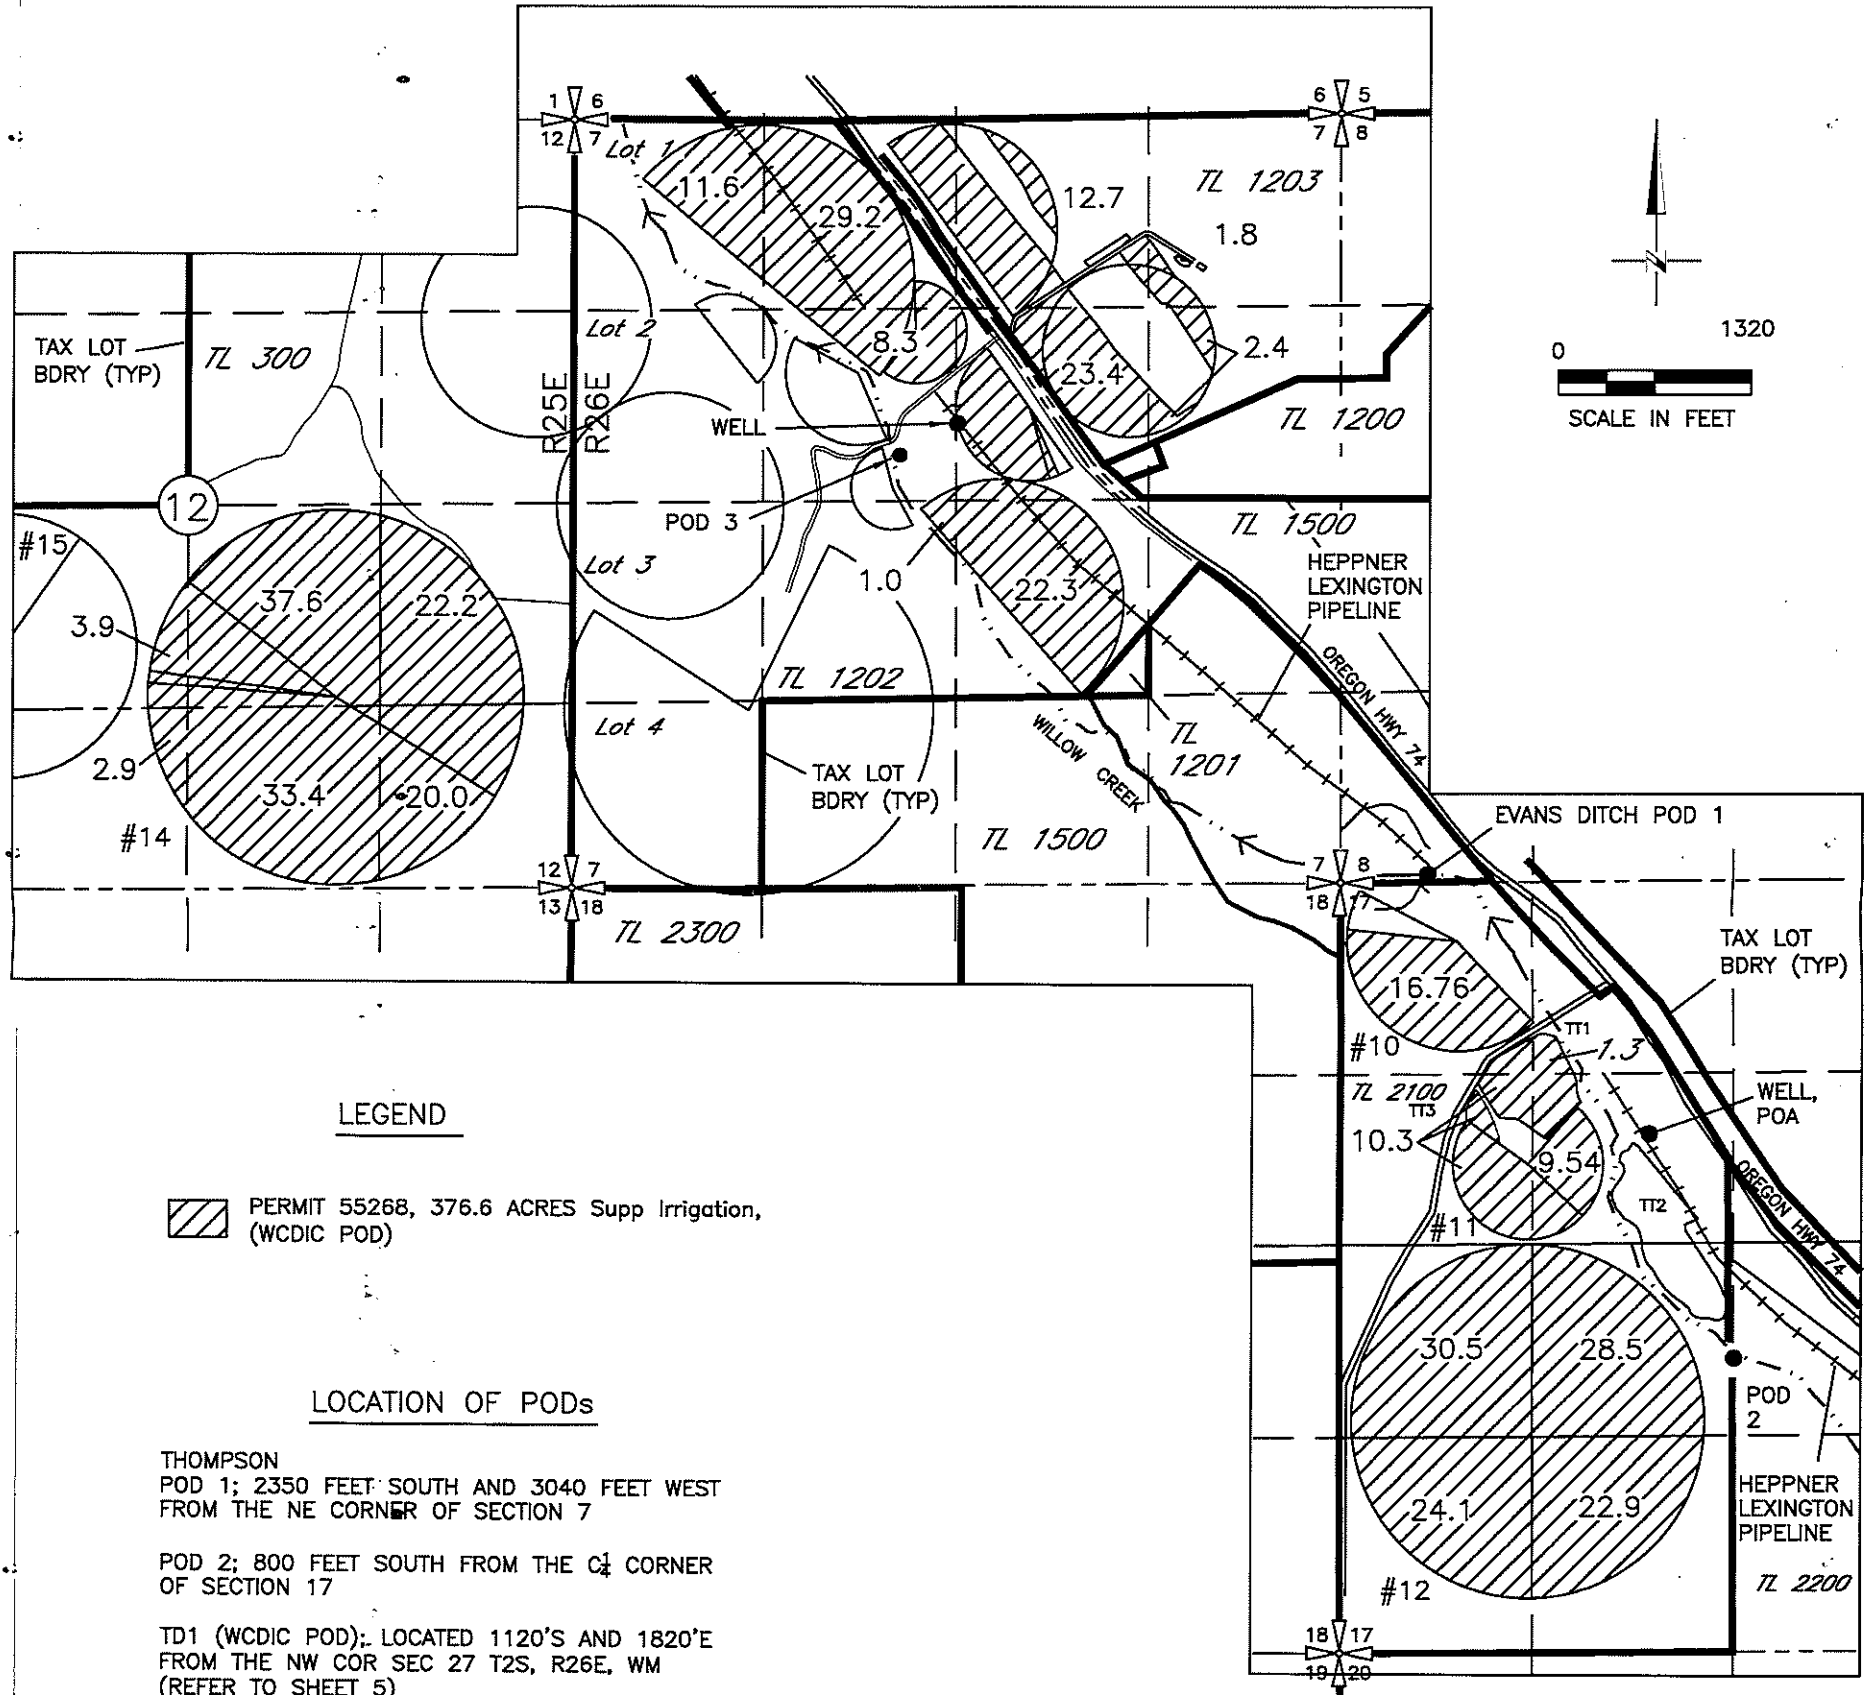 1 6
12 7
6 5
7 8
Lot 1
11.6
29.2
12.7
TL 1203
1.8
TAX LOT
BDRY (TYP)
TL 300
Lot 2
R25E
R26E
8.3
2.4
23.4
TL 1200
0
1320
SCALE IN FEET
WELL
12
POD 3
TL 1500
#15
Lot 3
1.0
22.3
HEPPNER
LEXINGTON
PIPELINE
37.6
22.2
3.9
TL 1202
OREGON HWY 74
Lot 4
WILLOW CREEK
TL
1201
2.9
33.4
20.0
#14
TAX LOT
BDRY (TYP)
TL 1500
EVANS DITCH POD 1
12 7
13 18
7 8
18 17
TL 2300
TAX LOT
BDRY (TYP)
16.76
#10
TT1
1.3
TL 2100
TT3
WELL,
POA
10.3
9.54
TT2
OREGON HWY 74
#11
30.5
28.5
POD
2
24.1
22.9
HEPPNER
LEXINGTON
PIPELINE
#12
TL 2200
18 17
19 20
LEGEND
PERMIT 55268, 376.6 ACRES Supp Irrigation,
(WCDIC POD)
LOCATION OF PODs
THOMPSON
POD 1; 2350 FEET SOUTH AND 3040 FEET WEST
FROM THE NE CORNER OF SECTION 7
POD 2; 800 FEET SOUTH FROM THE C¼ CORNER
OF SECTION 17
TD1 (WCDIC POD); LOCATED 1120'S AND 1820'E
FROM THE NW COR SEC 27 T2S, R26E, WM
(REFER TO SHEET 5)